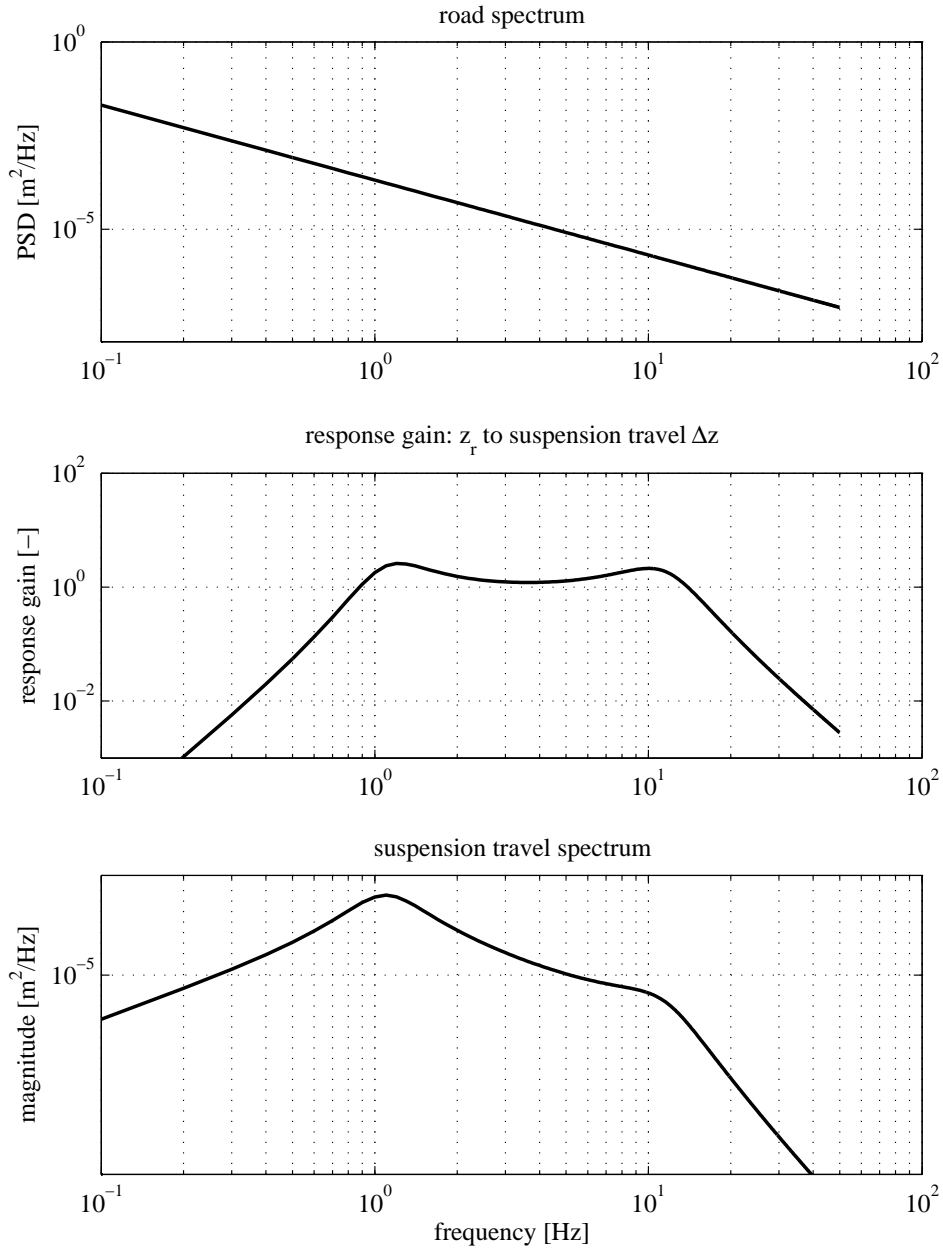 road spectrum
10^0
10^−5
PSD [m^2/Hz]
10^−1 10^0 10^1 10^2
response gain: z_r to suspension travel Δz
10^2
10^0
10^−2
response gain [−]
10^−1 10^0 10^1 10^2
suspension travel spectrum
10^−5
magnitude [m^2/Hz]
10^−1 10^0 10^1 10^2
frequency [Hz]